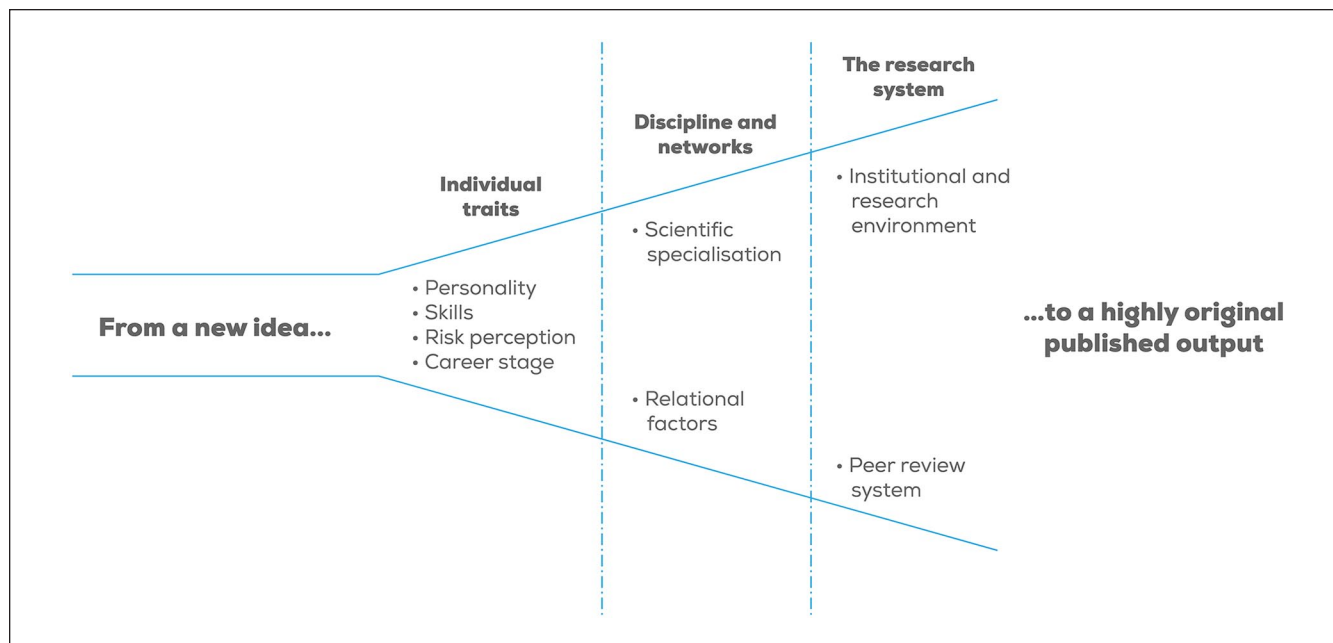 From a new idea...
Individual
traits
• Personality
• Skills
• Risk perception
• Career stage
Discipline and
networks
• Scientific
specialisation
• Relational
factors
The research
system
• Institutional and
research
environment
• Peer review
system
...to a highly original
published output